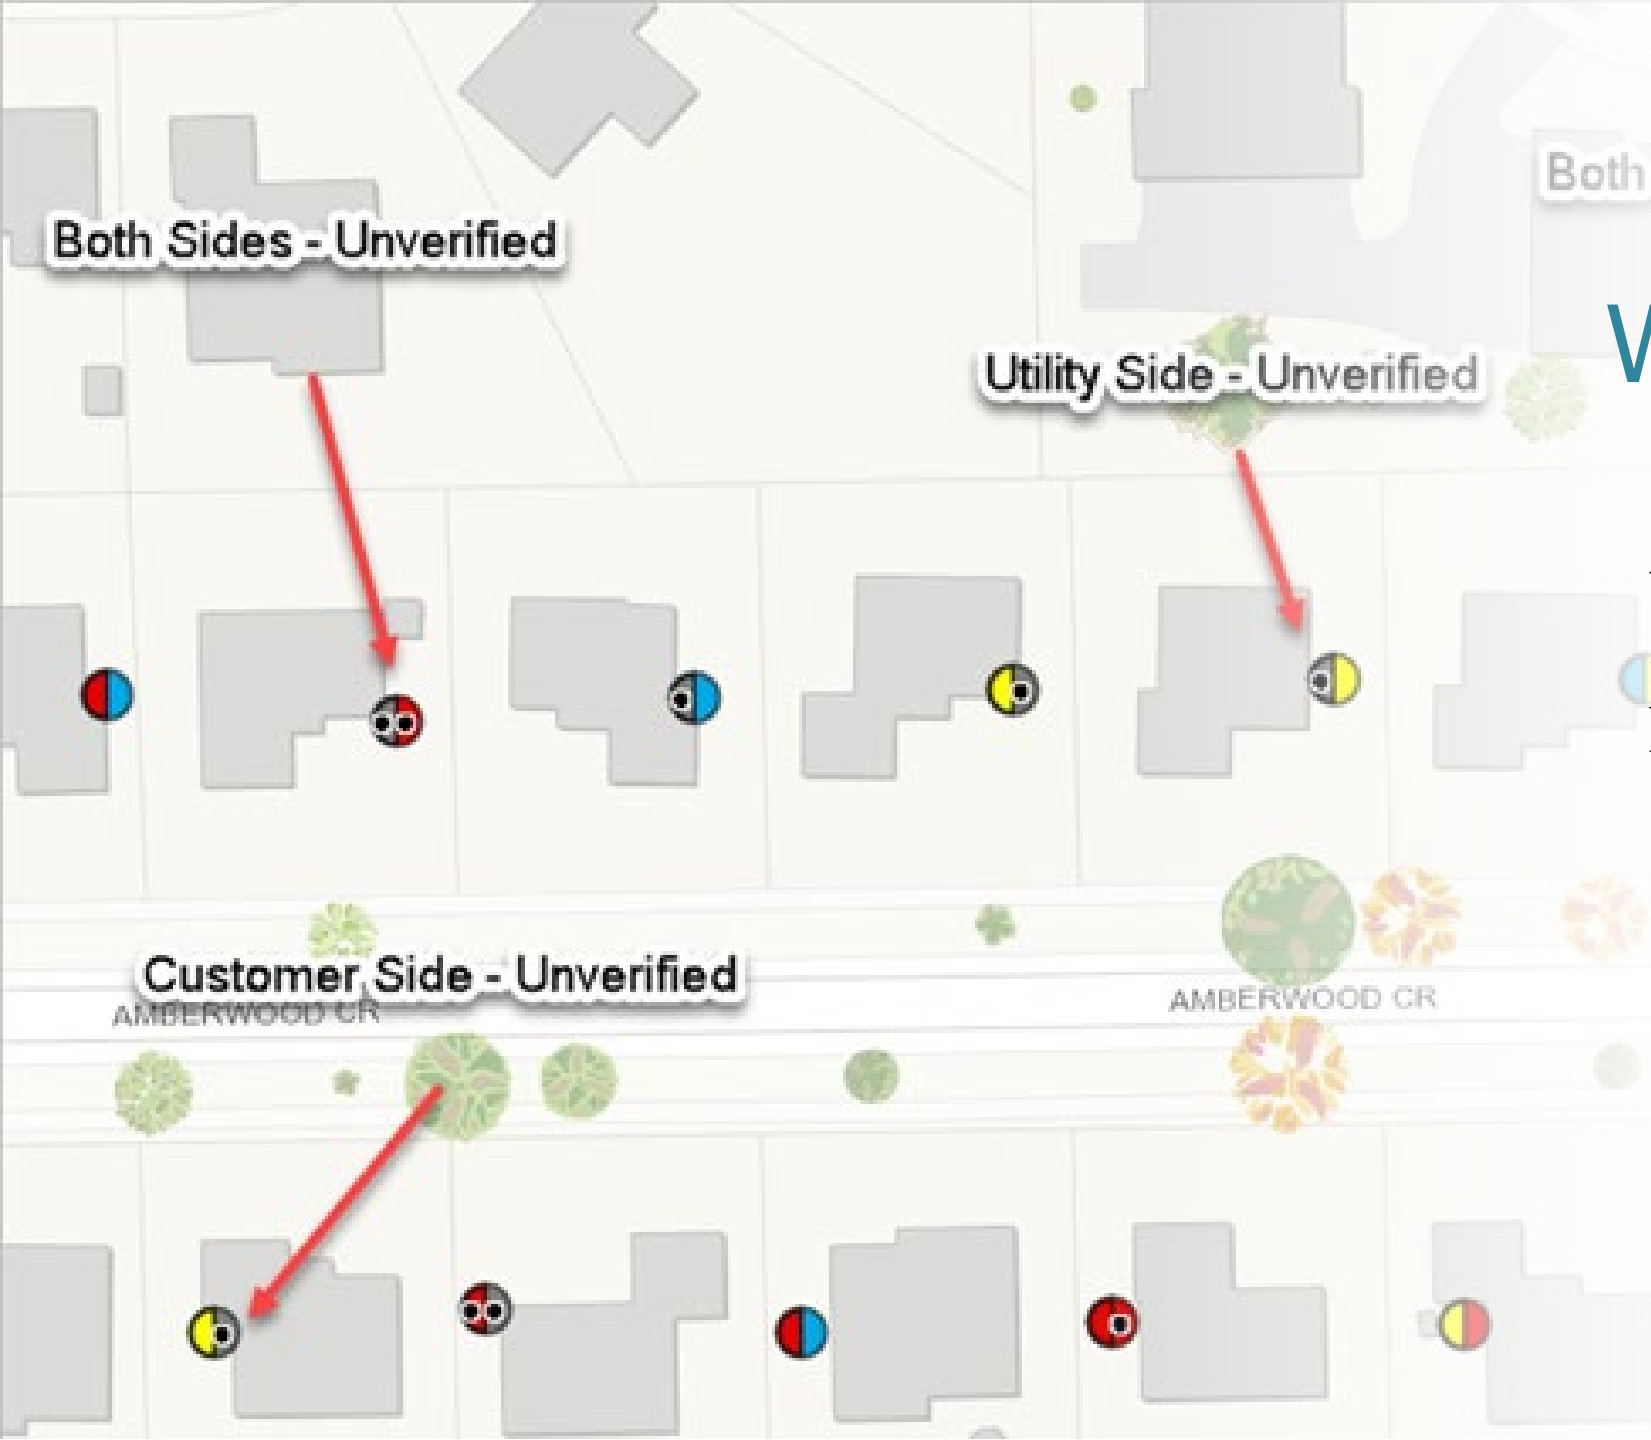 Both
Both Sides - Unverified
W
Utility Side - Unverified
Customer Side - Unverified
AMBERWOOD CR
AMBERWOOD CR